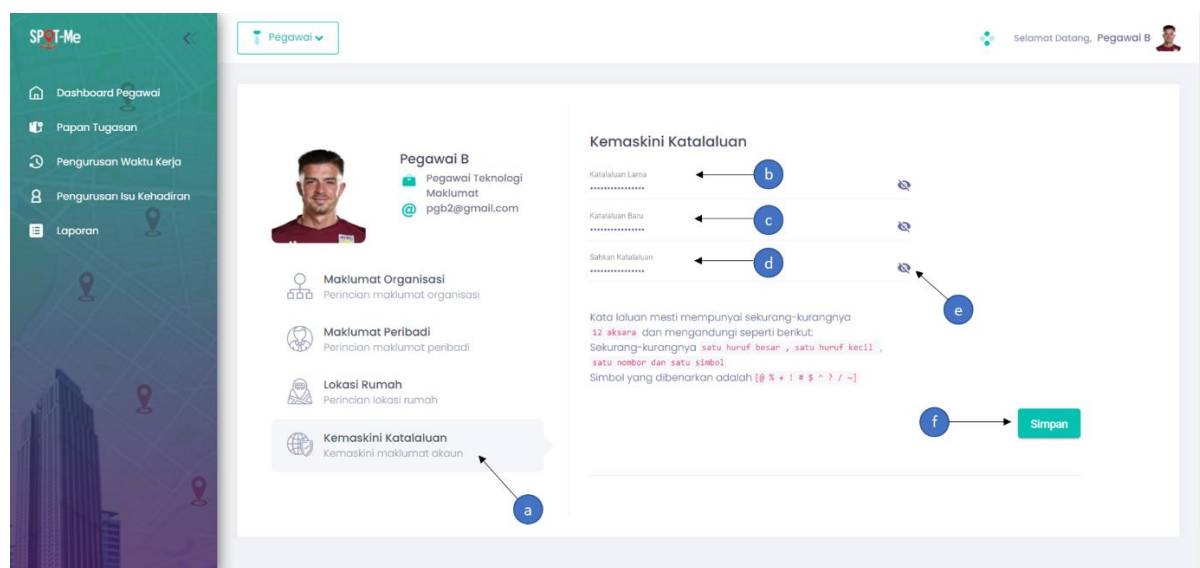 SPOT-Me
Pegawai
Selamat Datang, Pegawai B
Dashboard Pegawai
Papan Tugasan
Pengurusan Waktu Kerja
Pengurusan Isu Kehadiran
Laporan
Pegawai B
Pegawai Teknologi
Maklumat
pgb2@gmail.com
Maklumat Organisasi
Perincian maklumat organisasi
Maklumat Peribadi
Perincian maklumat peribadi
Lokasi Rumah
Perincian lokasi rumah
Kemaskini Katalaluan
Kemaskini maklumat akaun
a
Kemaskini Katalaluan
Katalaluan Lama
b
Katalaluan Baru
c
Sahkan Katalaluan
d
e
Kata laluan mesti mempunyai sekurang-kurangnya
12 aksara dan mengandungi seperti berikut:
Sekurang-kurangnya satu huruf besar , satu huruf kecil ,
satu nombor dan satu simbol
Simbol yang dibenarkan adalah [@ % + ! # $ ^ ? / ~]
f
Simpan